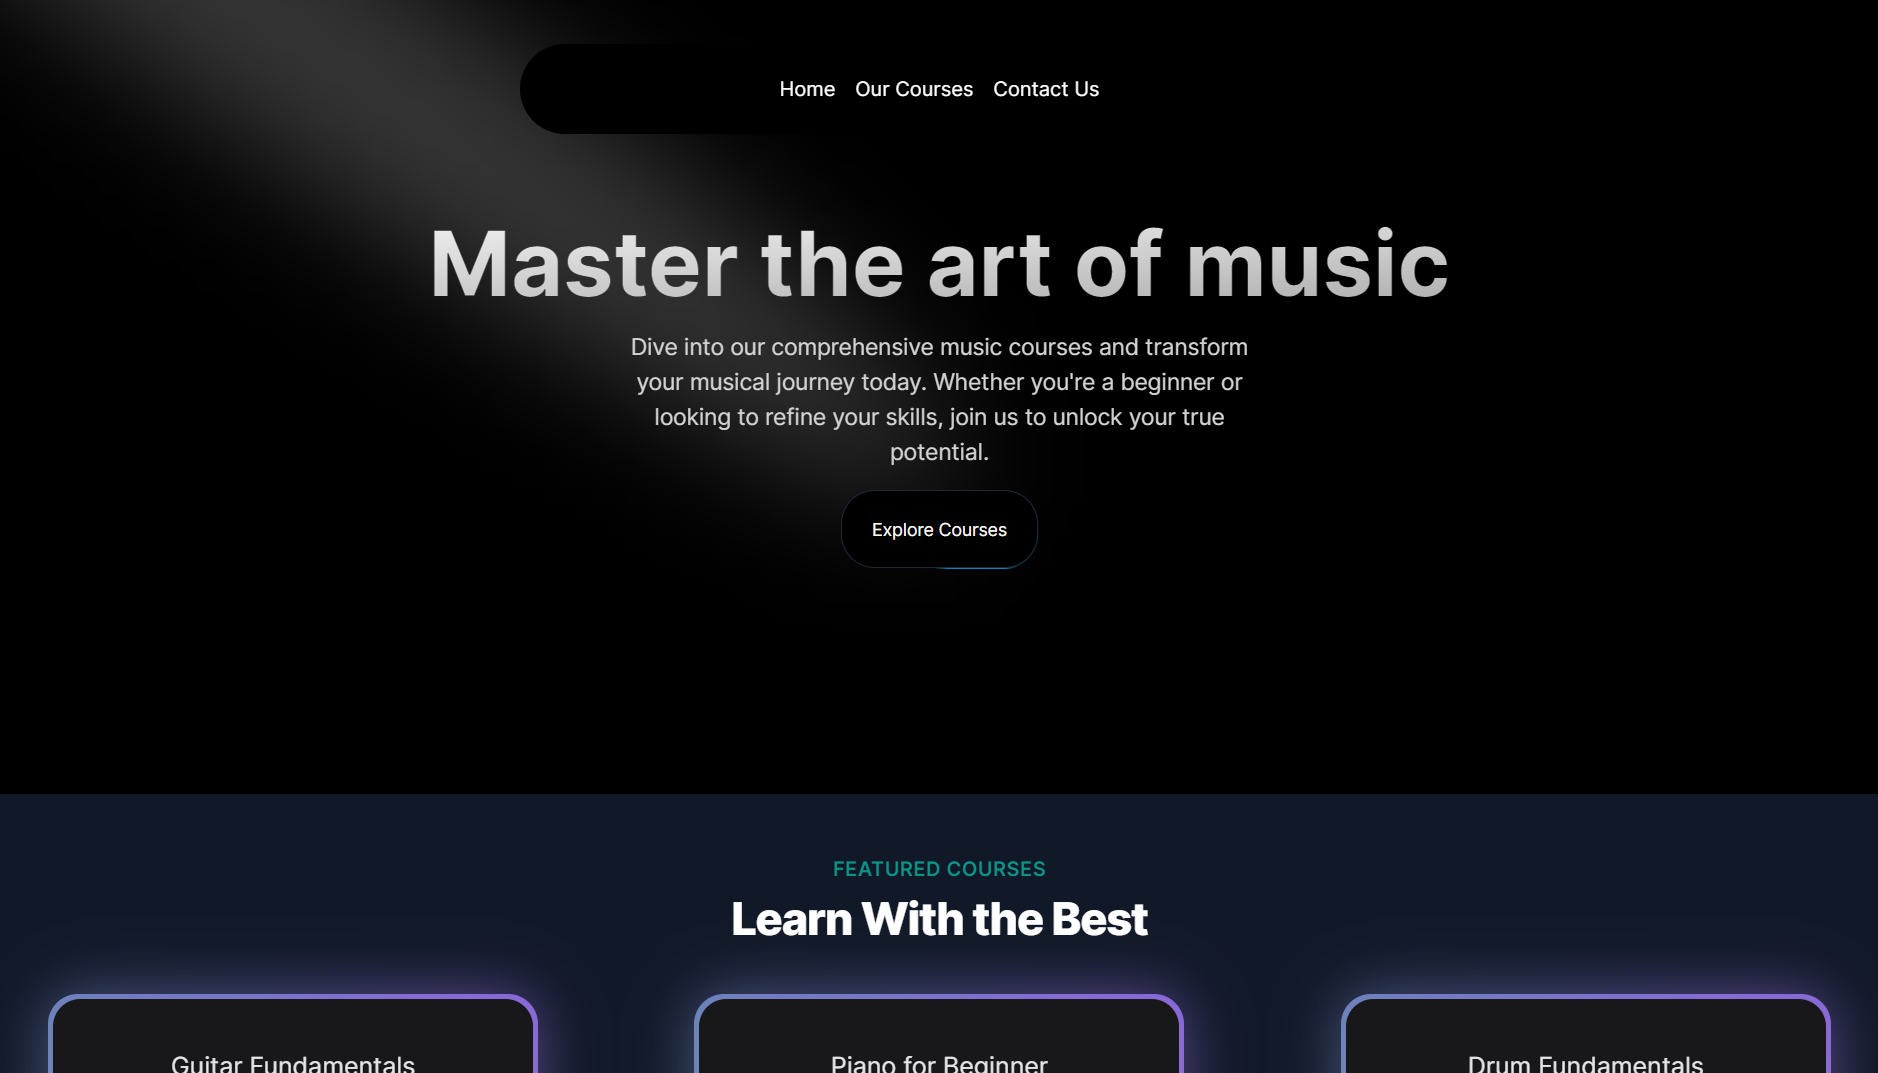 Home Our Courses Contact Us
Master the art of music
Dive into our comprehensive music courses and transform
your musical journey today. Whether you're a beginner or
looking to refine your skills, join us to unlock your true
potential.
Explore Courses
FEATURED COURSES
Learn With the Best
Guitar Fundamentals
Piano for Beginner
Drum Fundamentals